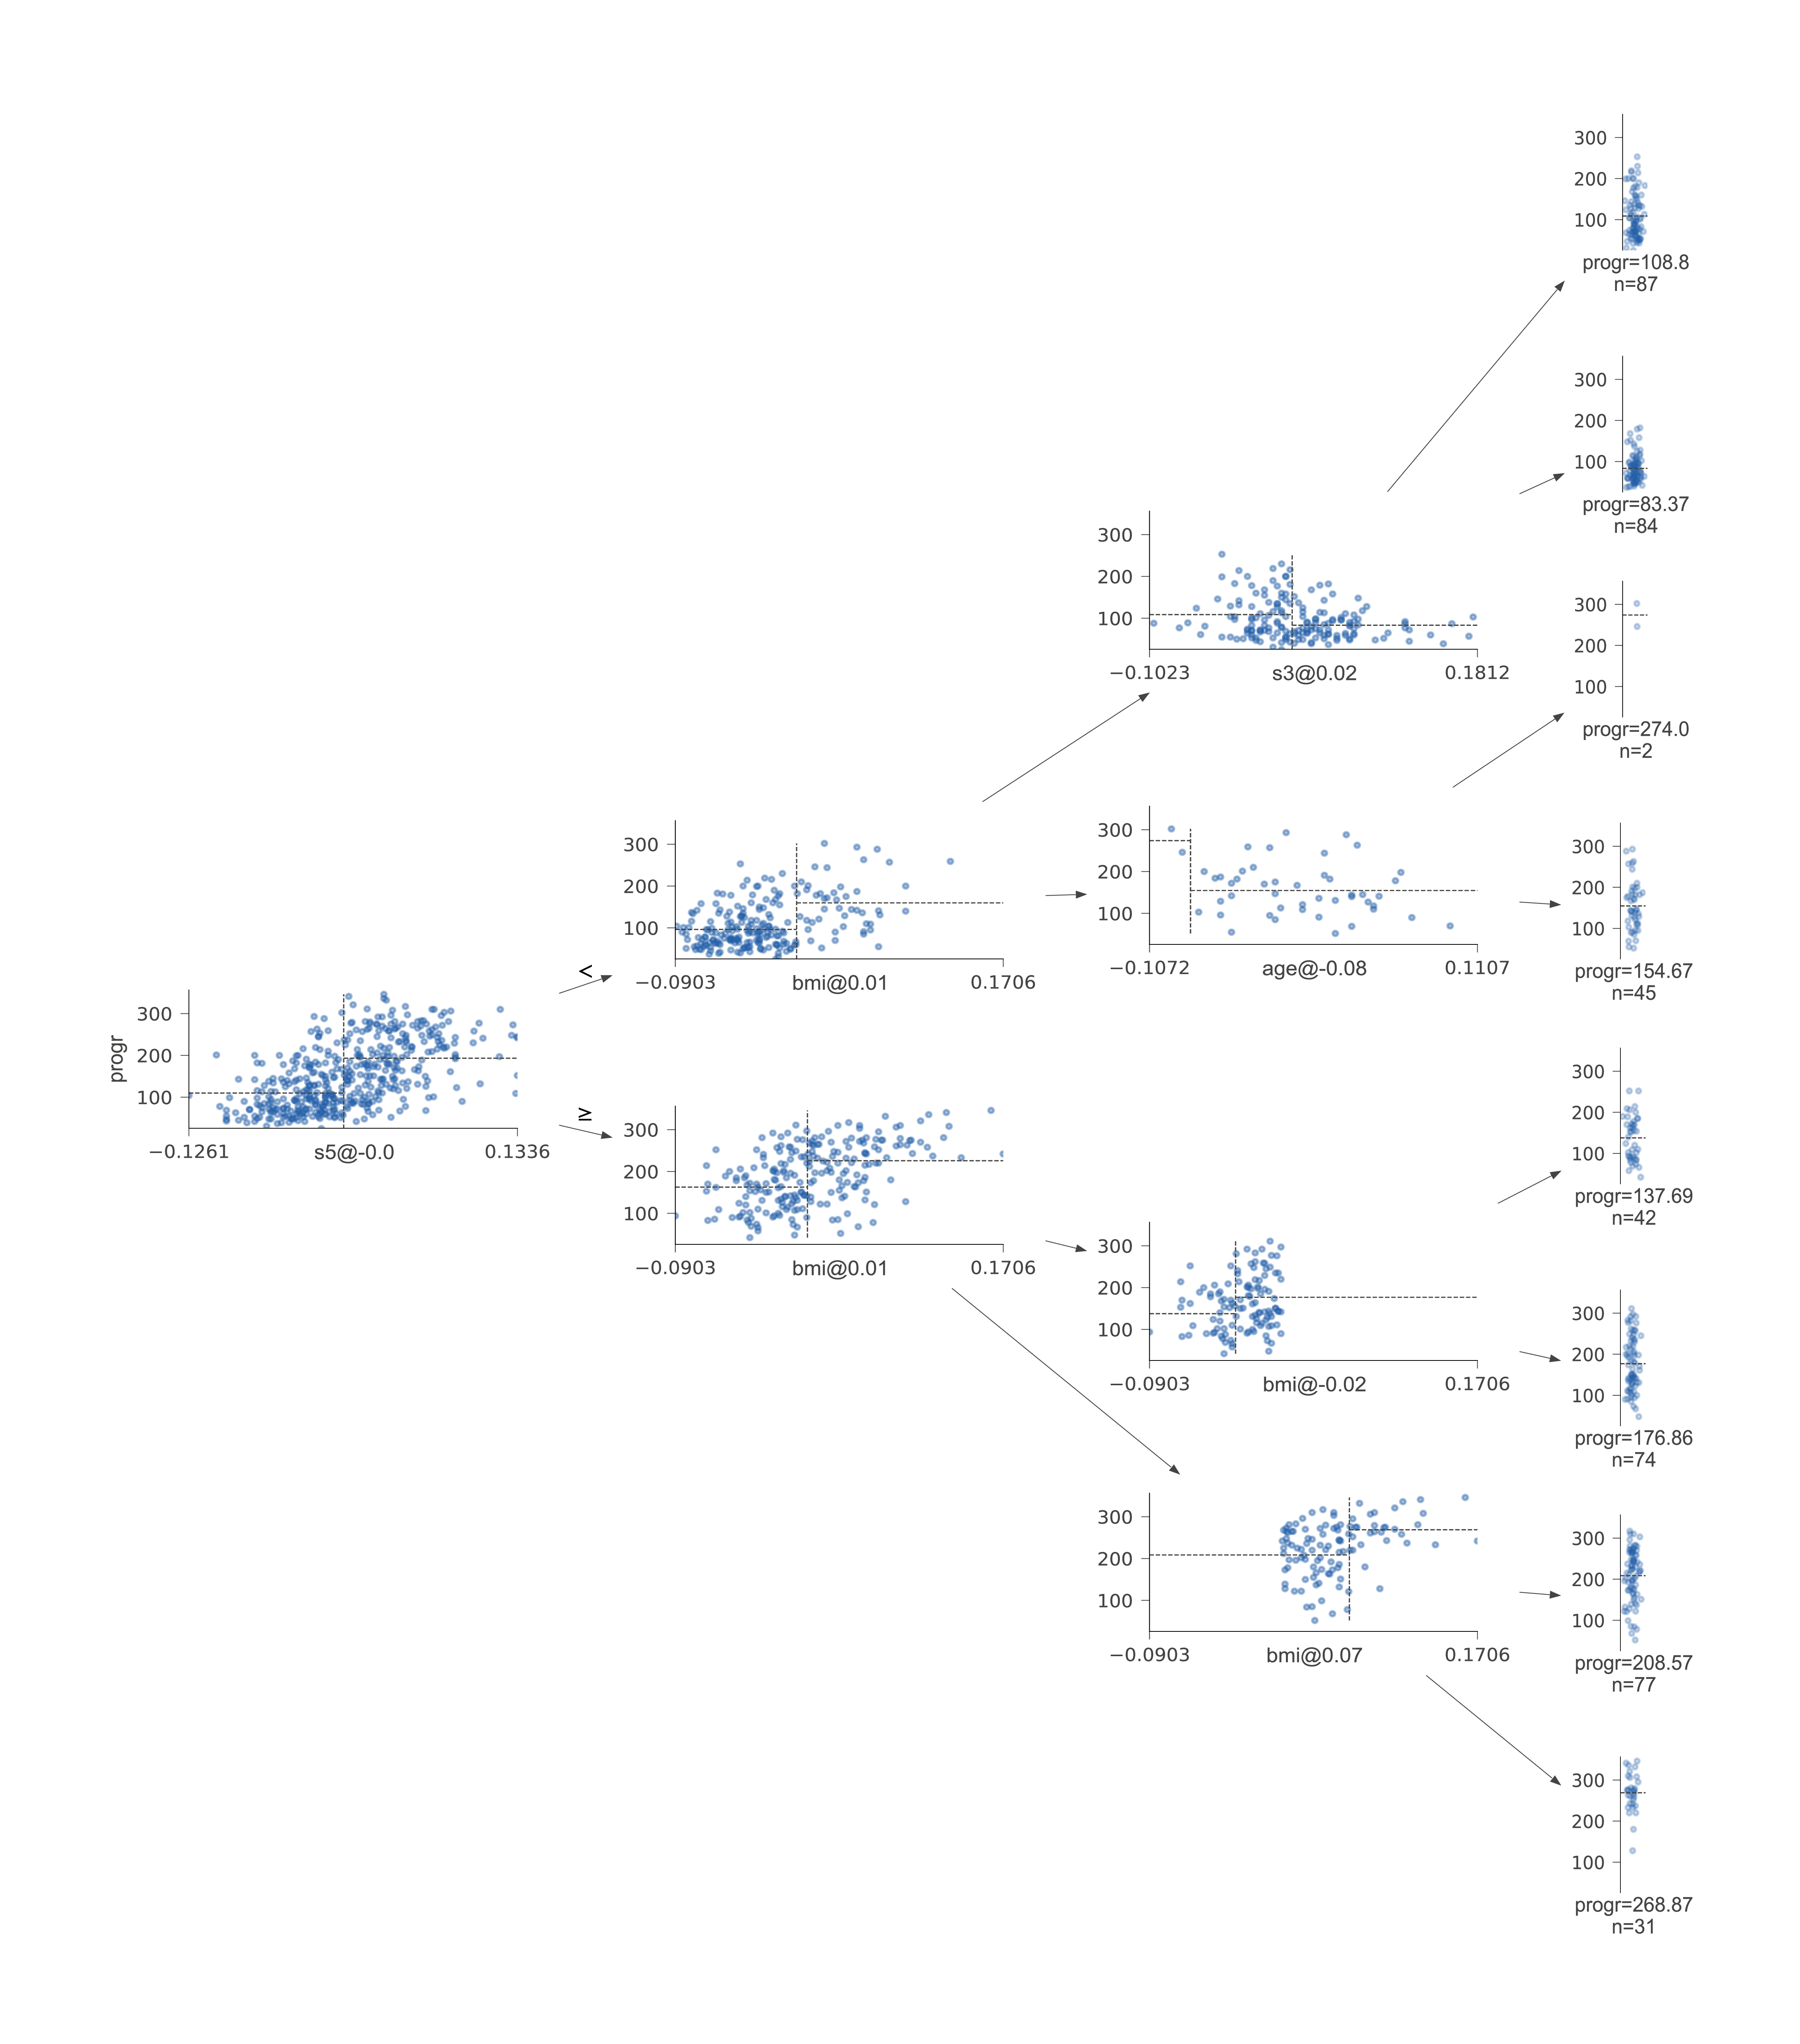 300
200
100
progr=108.8
n=87
300
200
100
progr=83.37
n=84
300
200
100
−0.1023 s3@0.02 0.1812
300
200
100
progr=274.0
n=2
300
200
100
−0.1072 age@-0.08 0.1107
300
200
100
progr=154.67
n=45
300
200
100
<
−0.0903 bmi@0.01 0.1706
progr
300
200
100
−0.1261 s5@-0.0 0.1336
≥
300
200
100
−0.0903 bmi@0.01 0.1706
300
200
100
progr=137.69
n=42
300
200
100
−0.0903 bmi@-0.02 0.1706
300
200
100
progr=176.86
n=74
300
200
100
−0.0903 bmi@0.07 0.1706
300
200
100
progr=208.57
n=77
300
200
100
progr=268.87
n=31